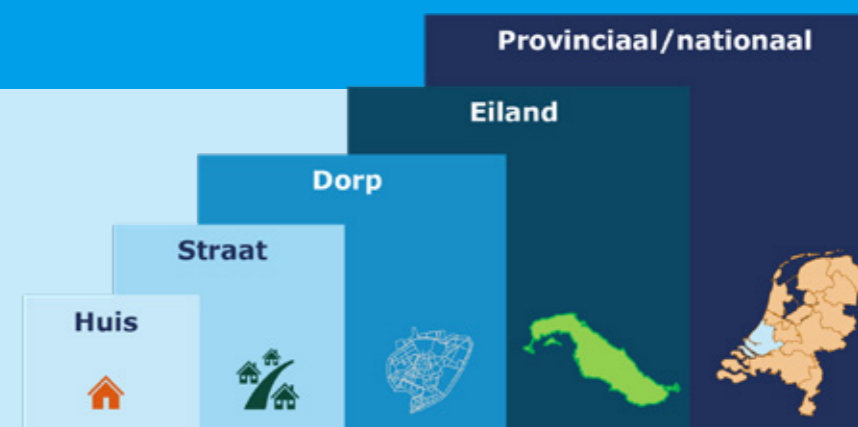 Provinciaal/nationaal
Eiland
Dorp
Straat
Huis